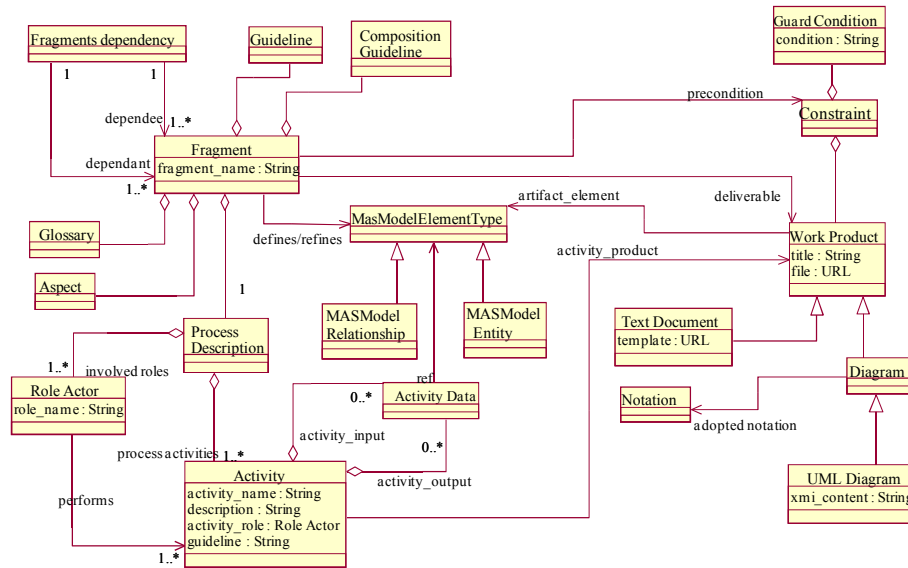 Guard Condition
condition : String
Fragments dependency
Guideline
Composition
Guideline
1
1
dependee
1..*
precondition
Constraint
Fragment
fragment_name : String
dependant
1..*
deliverable
artifact_element
MasModelElementType
defines/refines
Glossary
Work Product
title : String
file : URL
activity_product
Aspect
1
MASModel
Relationship
MASModel
Entity
Text Document
template : URL
Process
Description
1..*
involved roles
Role Actor
role_name : String
ref
0..*
Activity Data
Diagram
Notation
adopted notation
activity_input
0..*
process activities
1..*
activity_output
Activity
activity_name : String
description : String
activity_role : Role Actor
guideline : String
UML Diagram
xmi_content : String
performs
1..*